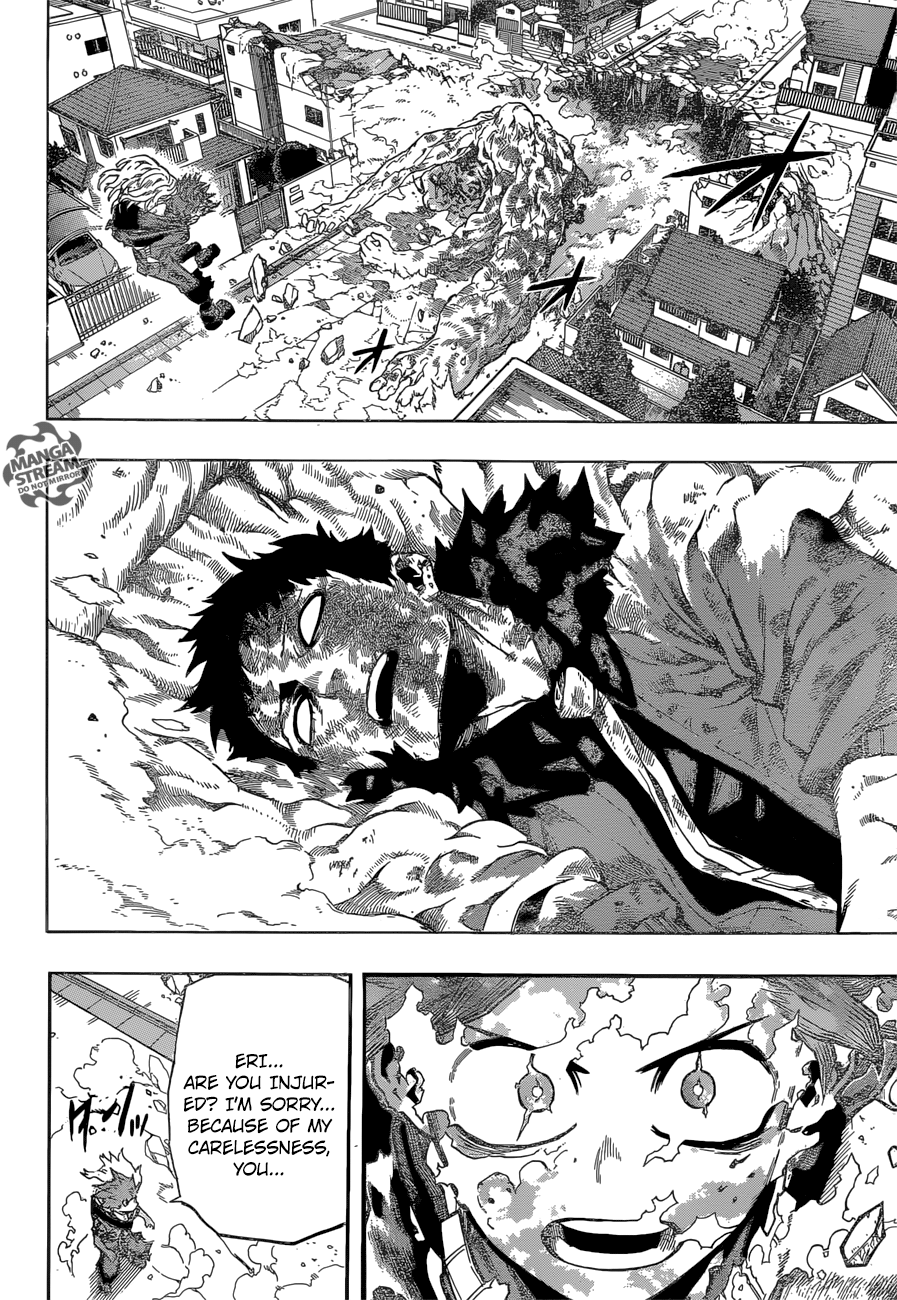 MANGA
STREAM
DO NOT MIRROR
ERI...
ARE YOU INJUR-
ED? I'M SORRY...
BECAUSE OF MY
CARELESSNESS,
YOU...